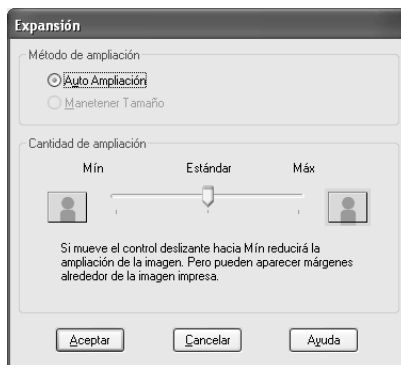 Expansión
Método de ampliación
Auto Ampliación
Manetener Tamaño
Cantidad de ampliación
Mín Estándar Máx
Si mueve el control deslizante hacia Mín reducirá la
ampliación de la imagen. Pero pueden aparecer márgenes
alrededor de la imagen impresa.
Aceptar Cancelar Ayuda